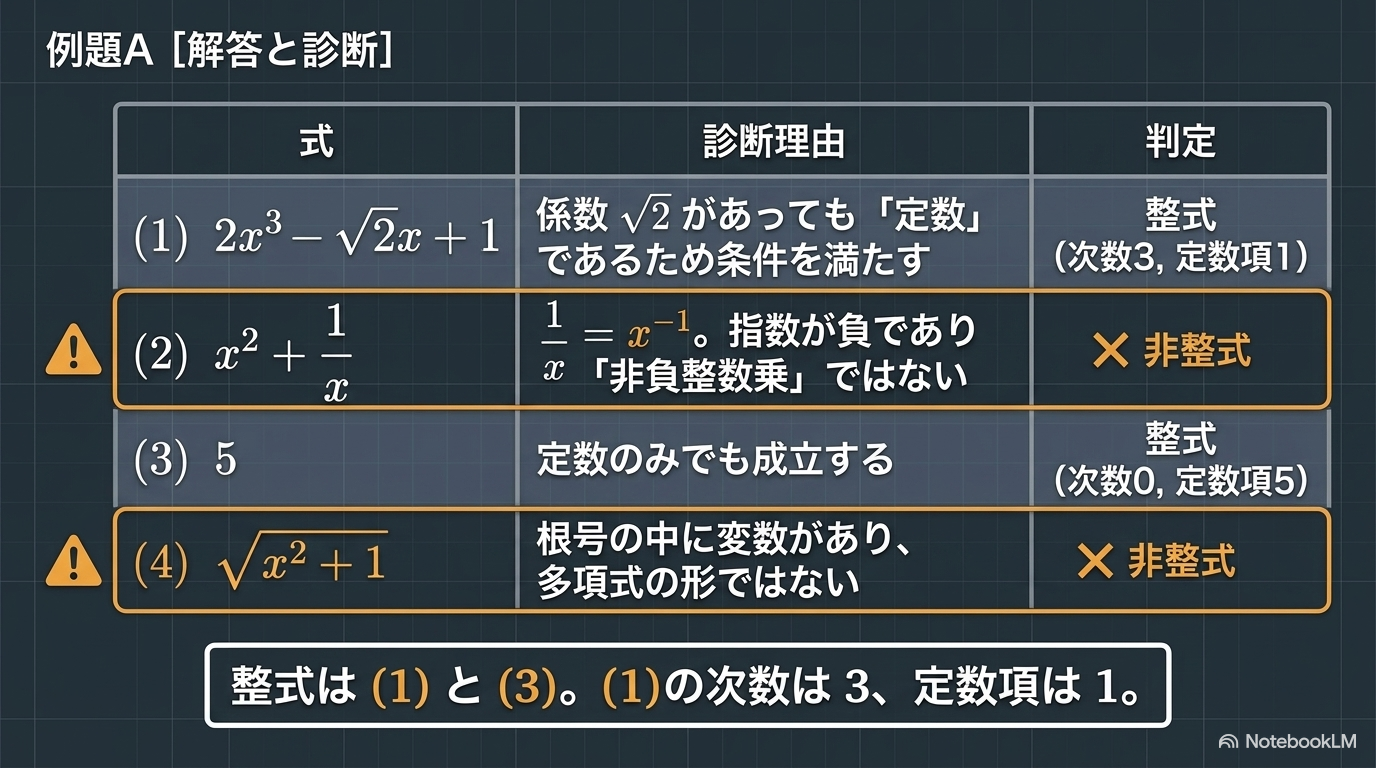 例題A［解答と診断］
式 診断理由 判定
(1) 2x³ − √2x + 1
係数 √2 があっても「定数」
であるため条件を満たす
整式
（次数3, 定数項1）
(2) x² + 1/x
1/x = x⁻¹。指数が負であり
「非負整数乗」ではない
× 非整式
(3) 5
定数のみでも成立する
整式
（次数0, 定数項5）
(4) √(x² + 1)
根号の中に変数があり、
多項式の形ではない
× 非整式
整式は (1) と (3)。(1)の次数は 3、定数項は 1。
NotebookLM